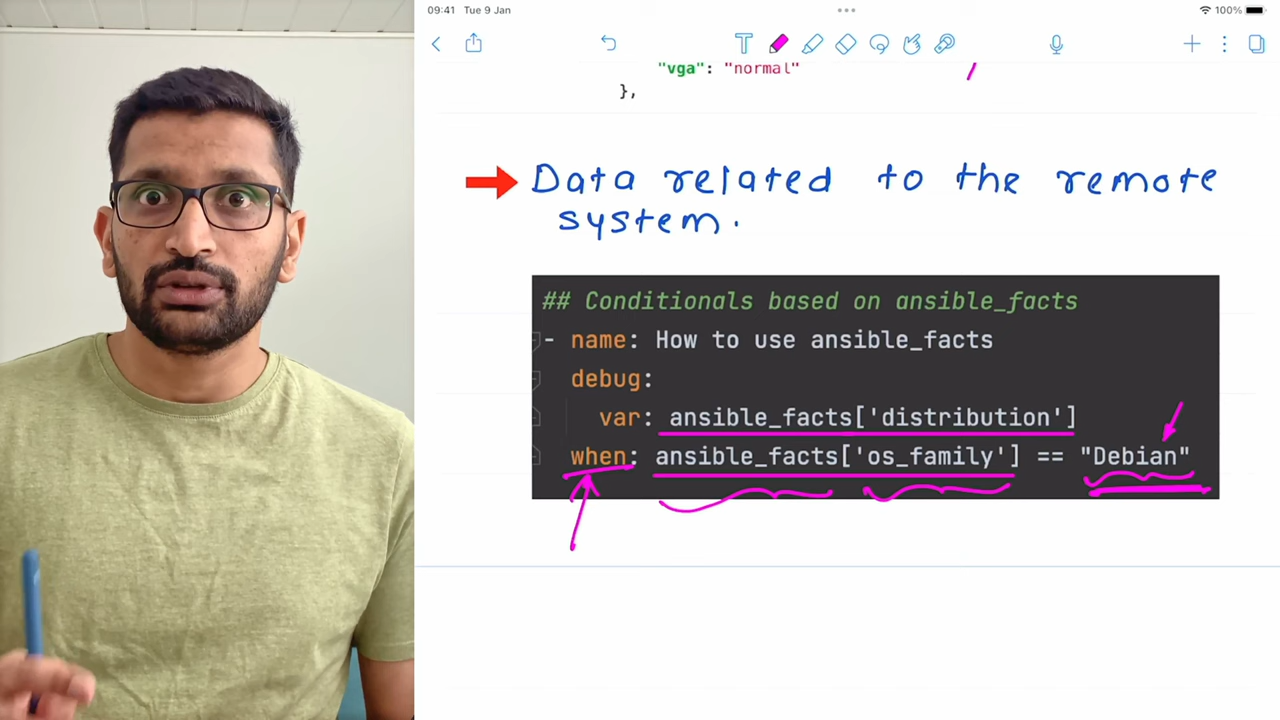 09:41 Tue 9 Jan
100%
T
"vga": "normal"
},
Data related to the remote
system.
## Conditionals based on ansible_facts
- name: How to use ansible_facts
debug:
var: ansible_facts['distribution']
when: ansible_facts['os_family'] == "Debian"